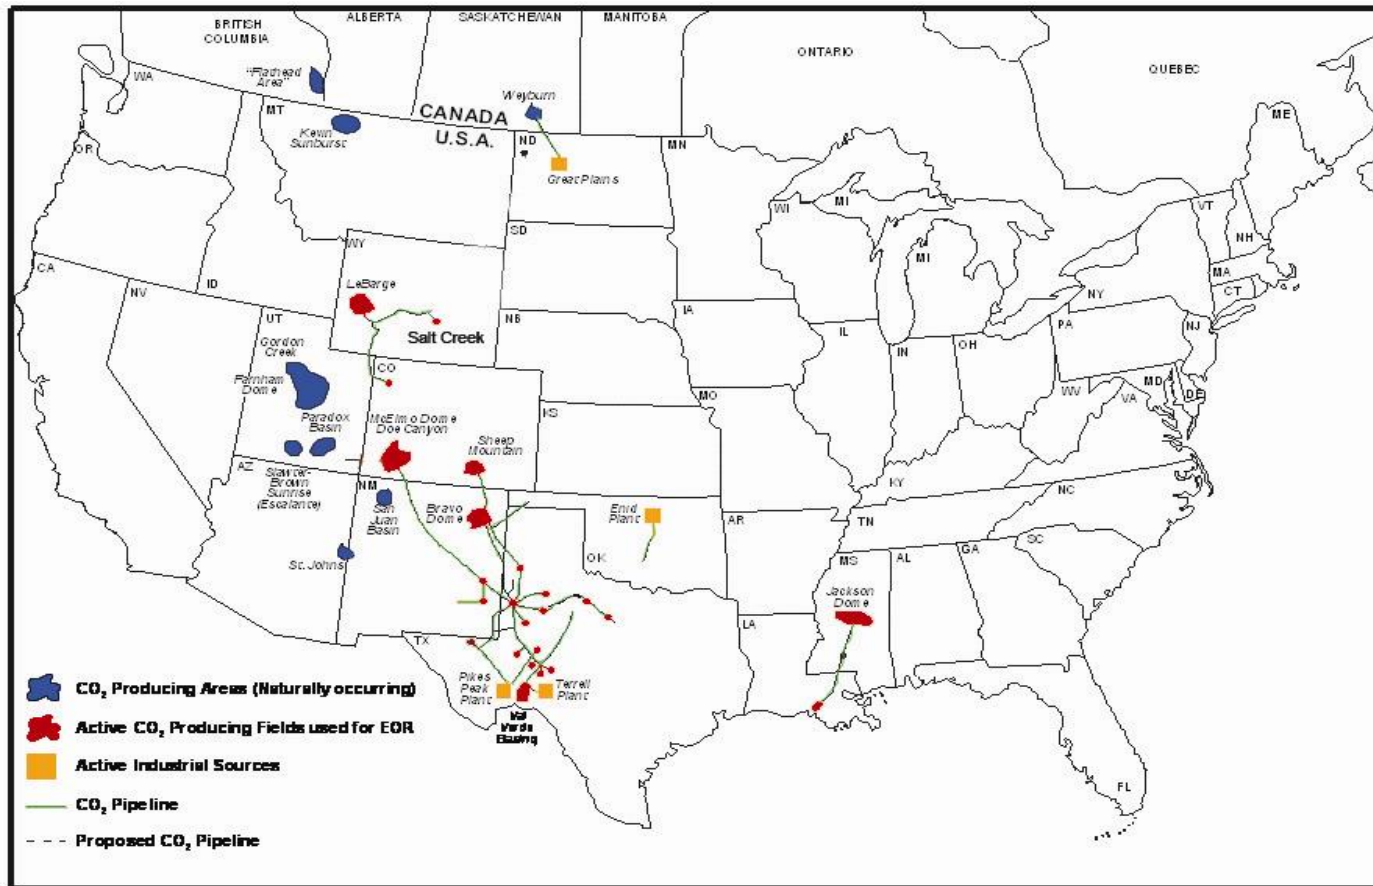 BRITISH
COLUMBIA
ALBERTA
SASKATCHEWAN
MANITOBA
ONTARIO
QUEBEC
WA
"Flathead
Area"
MT
Kevin
Sunburst
CANADA
U.S.A.
Weyburn
ND
Great Plains
MN
ME
OR
WI
MI
MI
VT
NH
MA
CT
NY
SD
WY
LeBarge
Salt Creek
CA
NV
ID
UT
NB
IA
IL
IN
OH
PA
NJ
MD
DE
WV
VA
Gordon
Creek
Farnham
Dome
Paradox
Basin
CO
McElmo Dome
Doe Canyon
Sheep
Mountain
KS
MO
KY
AZ
Slawter-
Brown
Sunrise
(Escalante)
NM
San
Juan
Basin
Bravo
Dome
Enid
Plant
OK
AR
TN
NC
SC
St. Johns
MS
AL
GA
Jackson
Dome
LA
TX
Pikes
Peak
Plant
Terrell
Plant
Val
Verde
FL
CO₂ Producing Areas (Naturally occurring)
Active CO₂ Producing Fields used for EOR
Active Industrial Sources
CO₂ Pipeline
Proposed CO₂ Pipeline